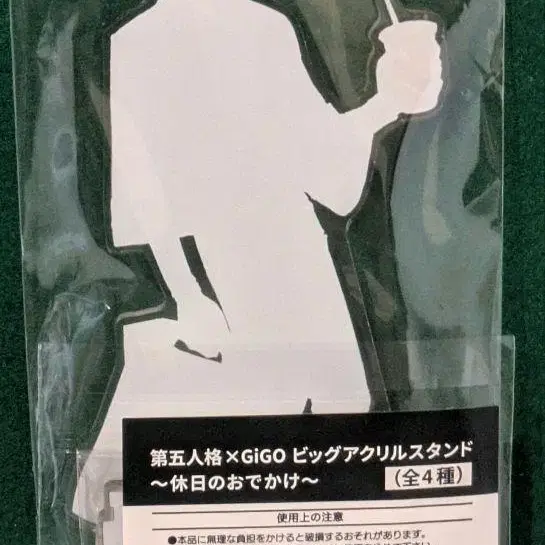 第五人格×GiGO ビッグアクリルスタンド
～休日のおでかけ～
（全4種）
使用上の注意
●本品に無理な負担をかけると破損するおそれがあります。